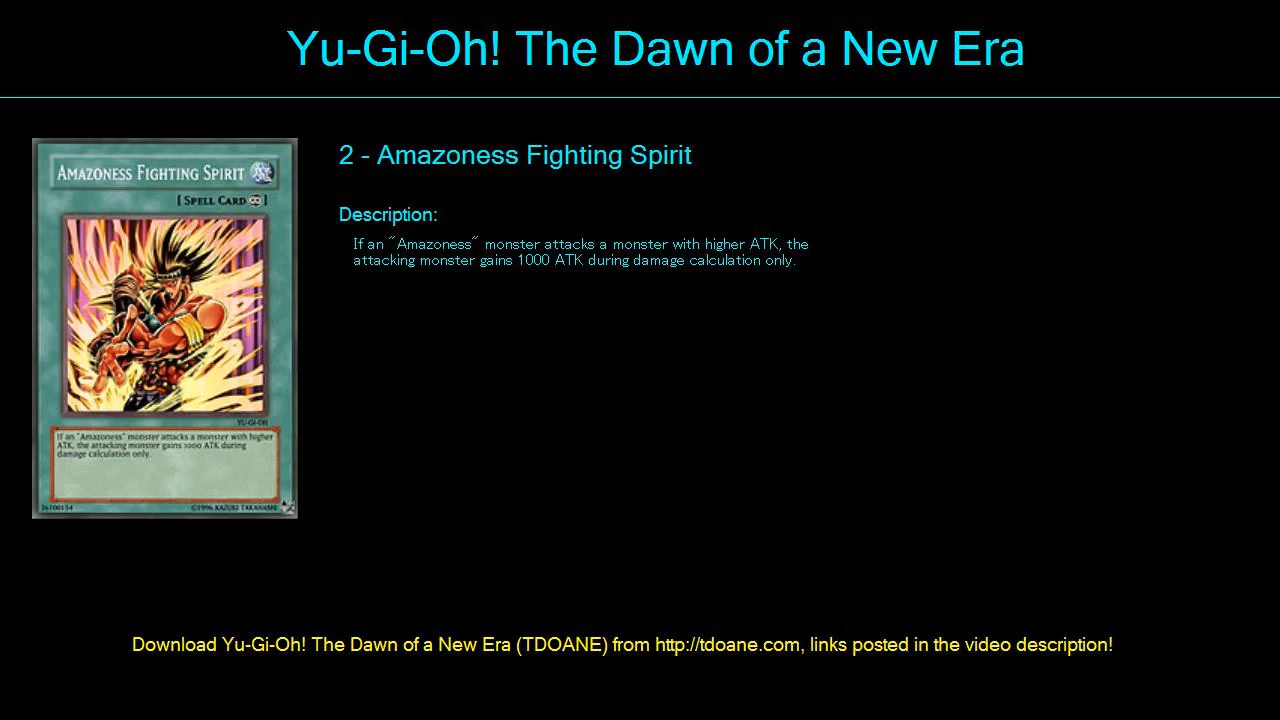 Yu-Gi-Oh! The Dawn of a New Era
AMAZONESS FIGHTING SPIRIT
[ SPELL CARD ]
YU-GI-OH
If an "Amazoness" monster attacks a monster with higher
ATK, the attacking monster gains 1000 ATK during
damage calculation only.
©1996 KAZUKI TAKAHASHI
2 - Amazoness Fighting Spirit
Description:
If an "Amazoness" monster attacks a monster with higher ATK, the
attacking monster gains 1000 ATK during damage calculation only.
Download Yu-Gi-Oh! The Dawn of a New Era (TDOANE) from http://tdoane.com, links posted in the video description!